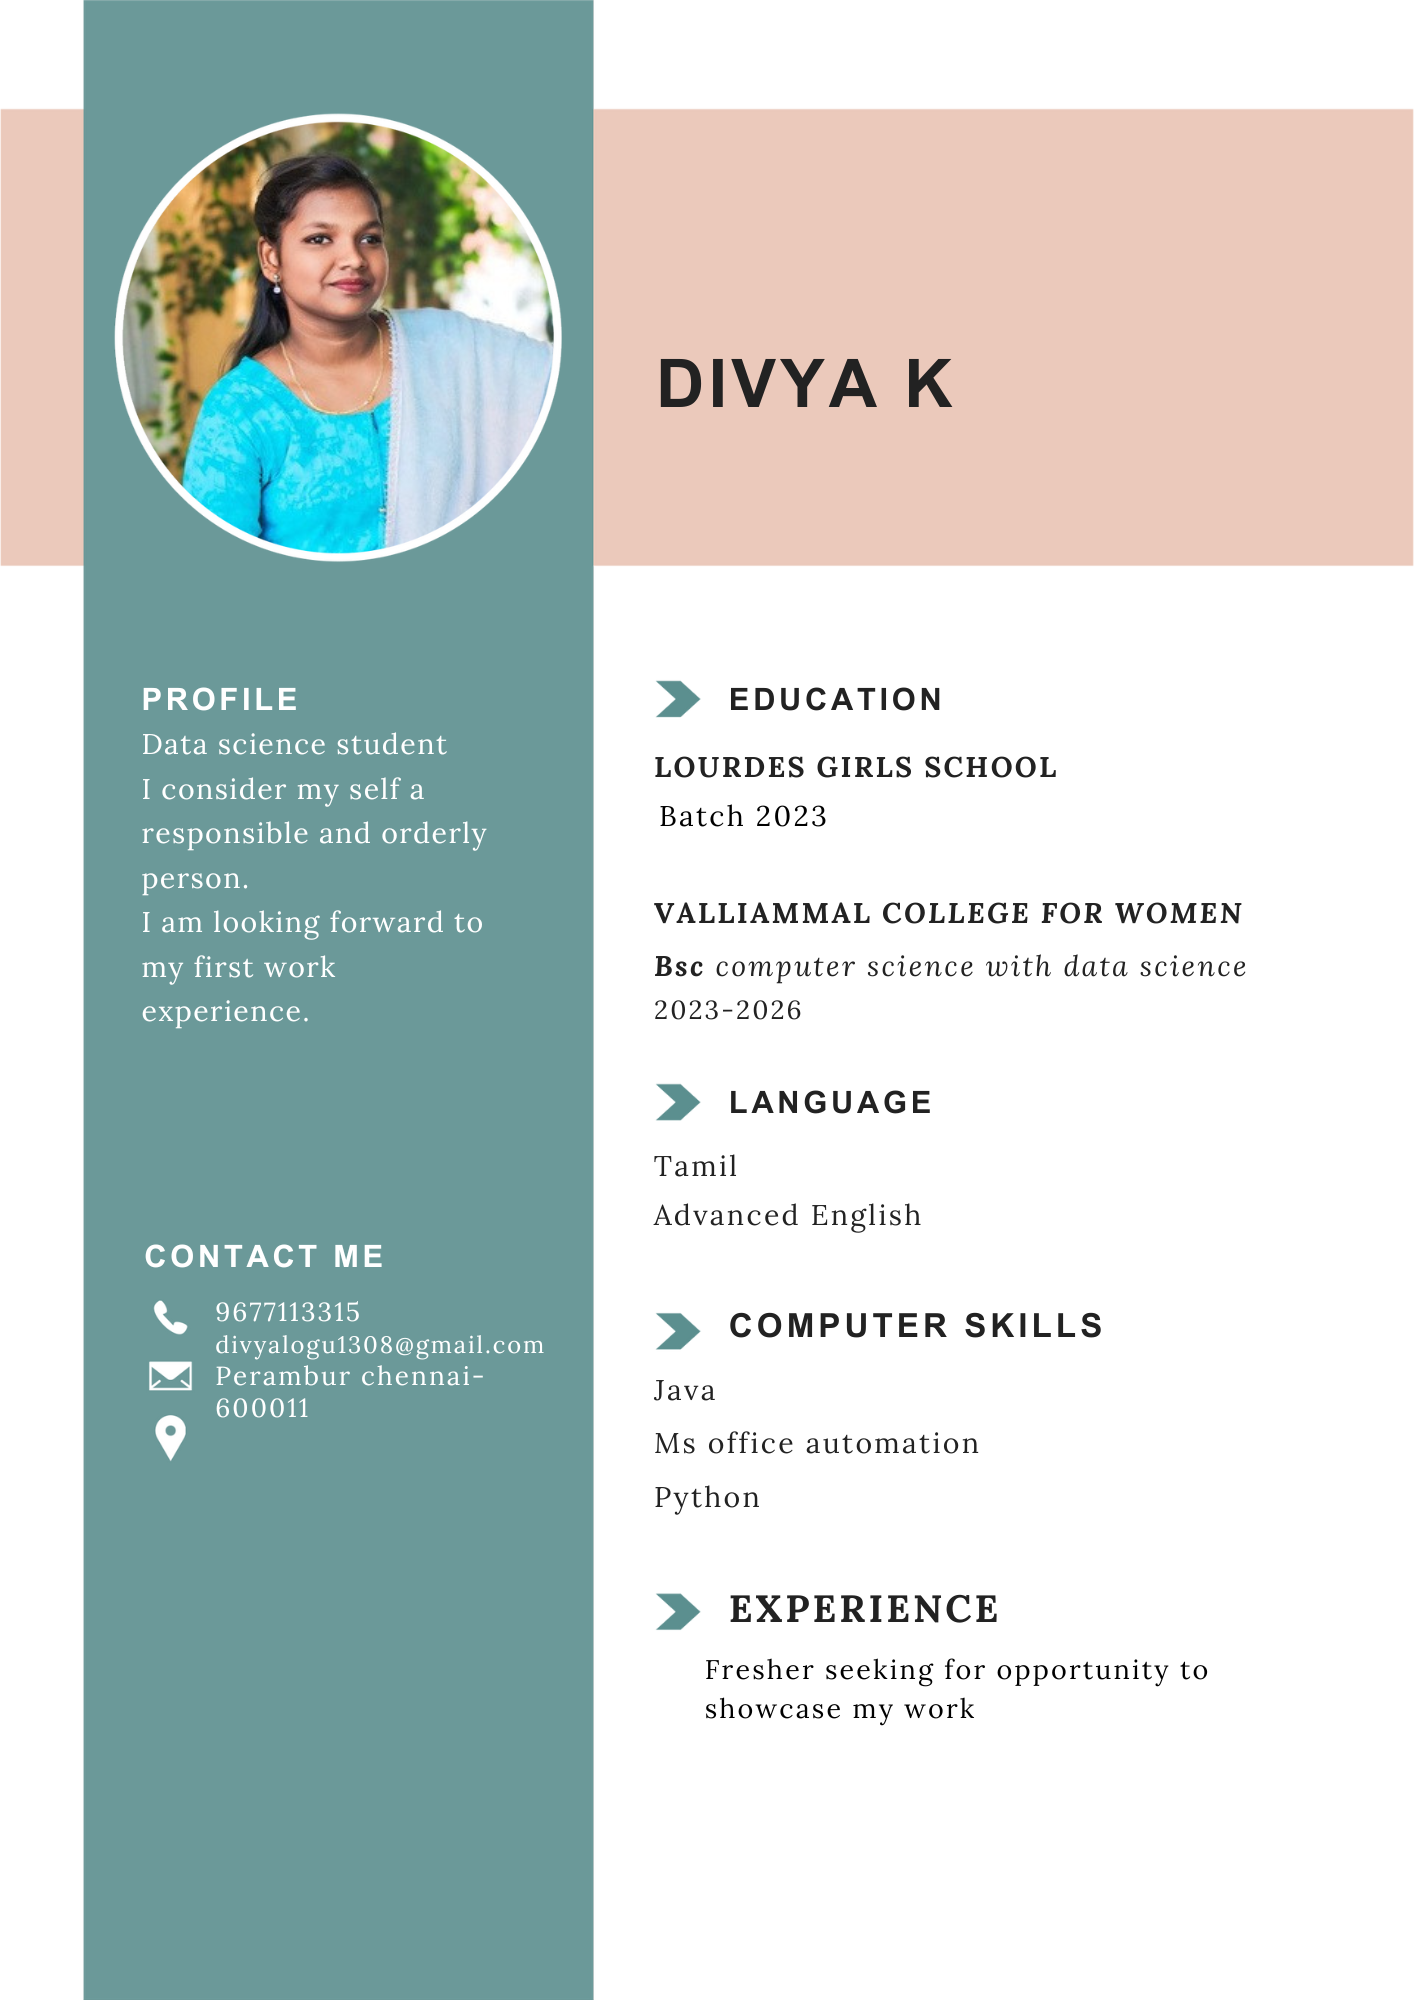 DIVYA K
PROFILE
Data science student
I consider my self a
responsible and orderly
person.
I am looking forward to
my first work
experience.
CONTACT ME
9677113315
divyalogu1308@gmail.com
Perambur chennai-
600011
EDUCATION
LOURDES GIRLS SCHOOL
Batch 2023
VALLIAMMAL COLLEGE FOR WOMEN
Bsc computer science with data science
2023-2026
LANGUAGE
Tamil
Advanced English
COMPUTER SKILLS
Java
Ms office automation
Python
EXPERIENCE
Fresher seeking for opportunity to
showcase my work